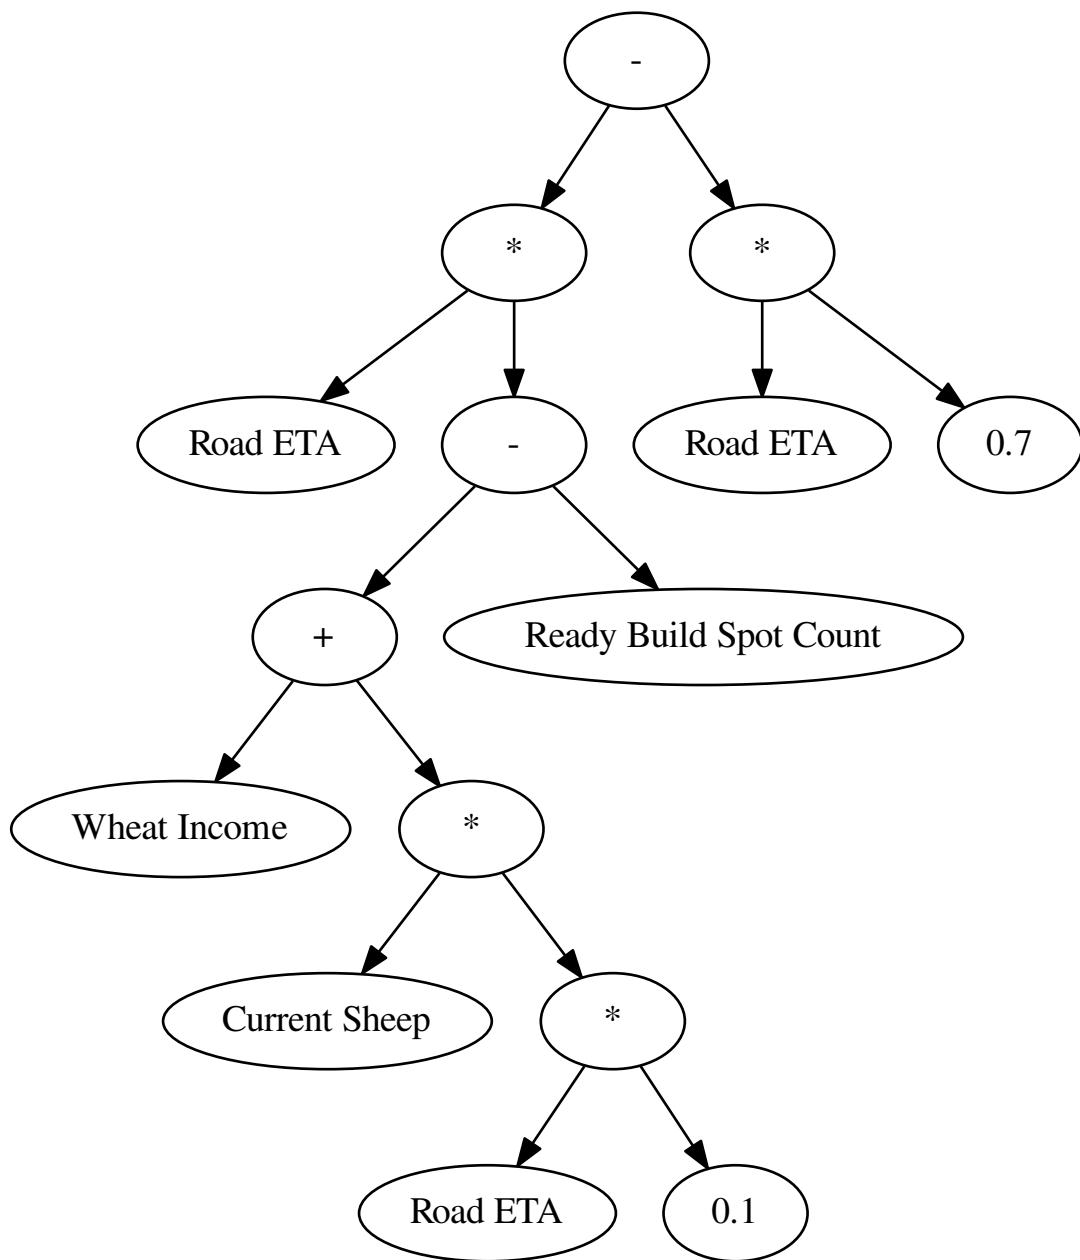 -
*
*
Road ETA
-
Road ETA
0.7
+
Ready Build Spot Count
Wheat Income
*
Current Sheep
*
Road ETA
0.1